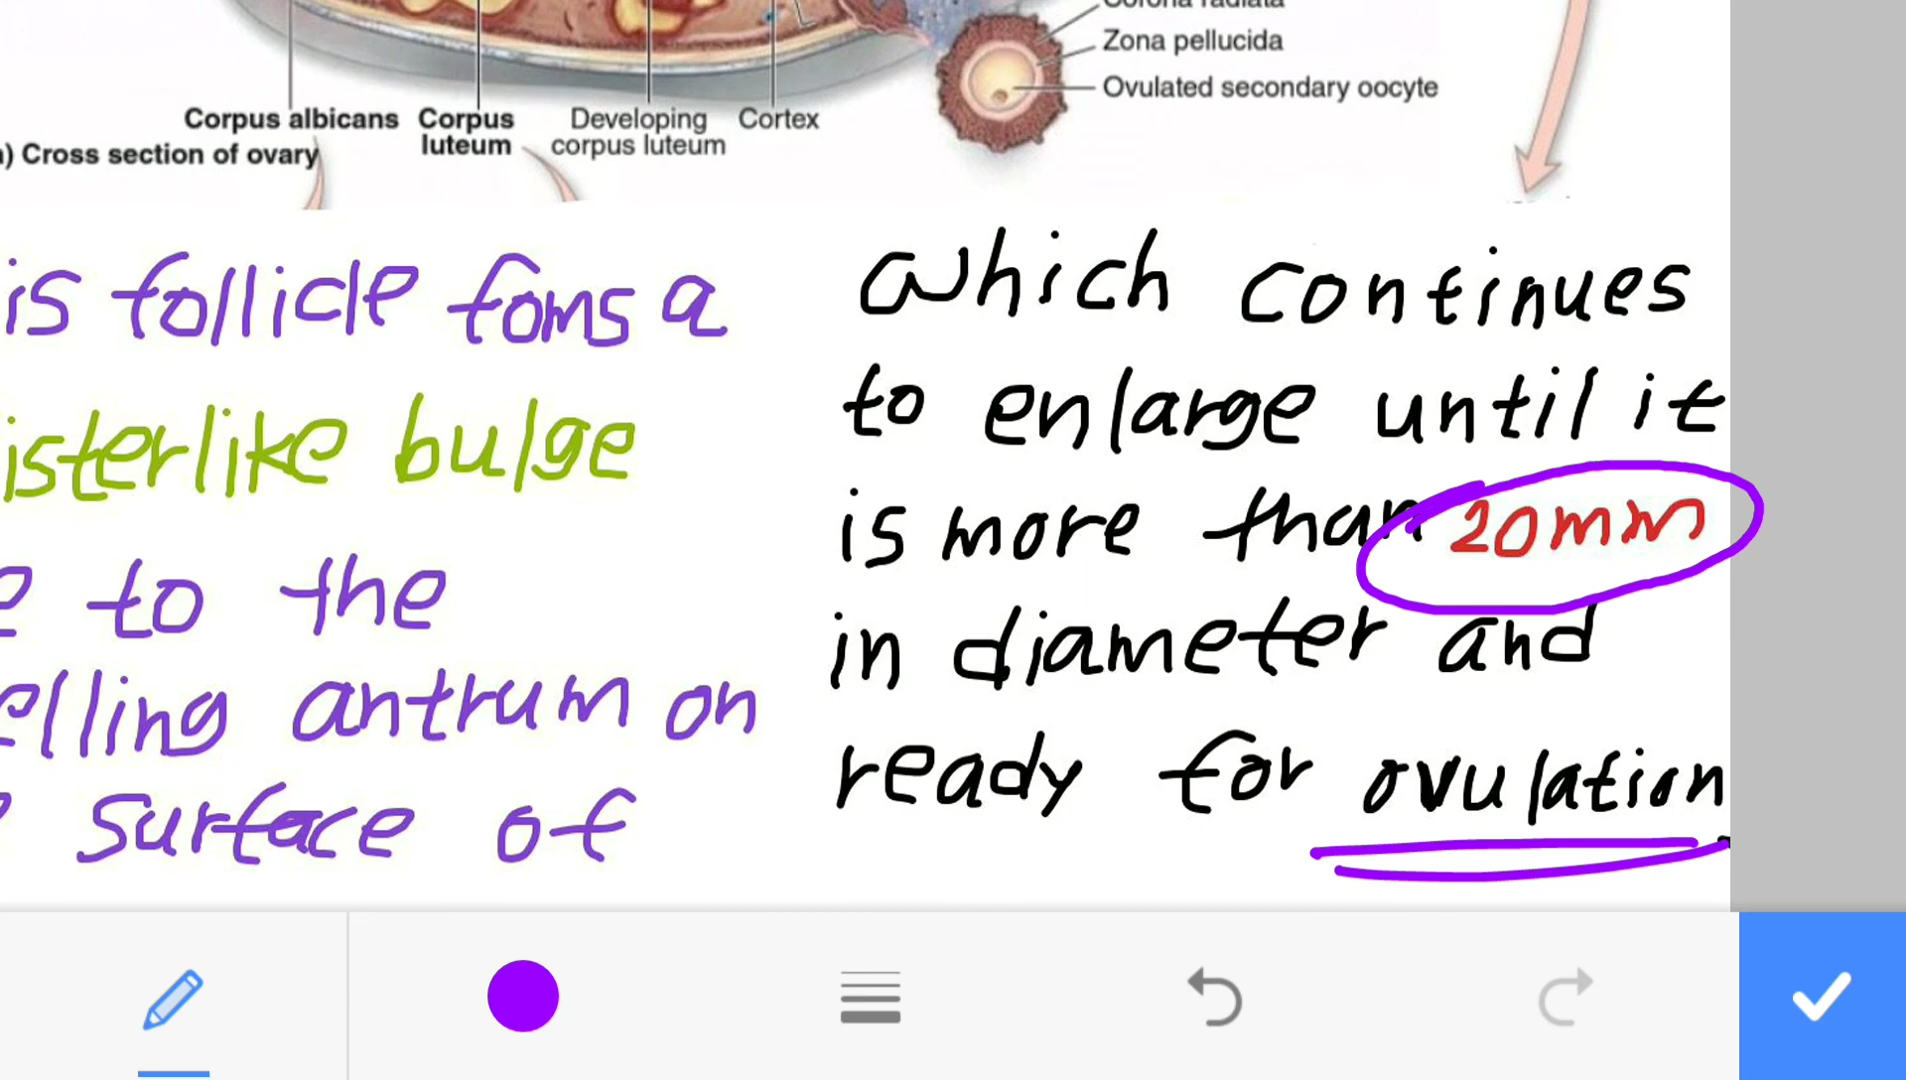 Zona pellucida
Ovulated secondary oocyte
Corpus albicans
Corpus luteum
Developing corpus luteum
Cortex
) Cross section of ovary
is follicle foms a
isterlike bulge
e to the
elling antrum on
surface of
which continues
to enlarge until it
is more than 20mm
in diameter and
ready for ovulation.